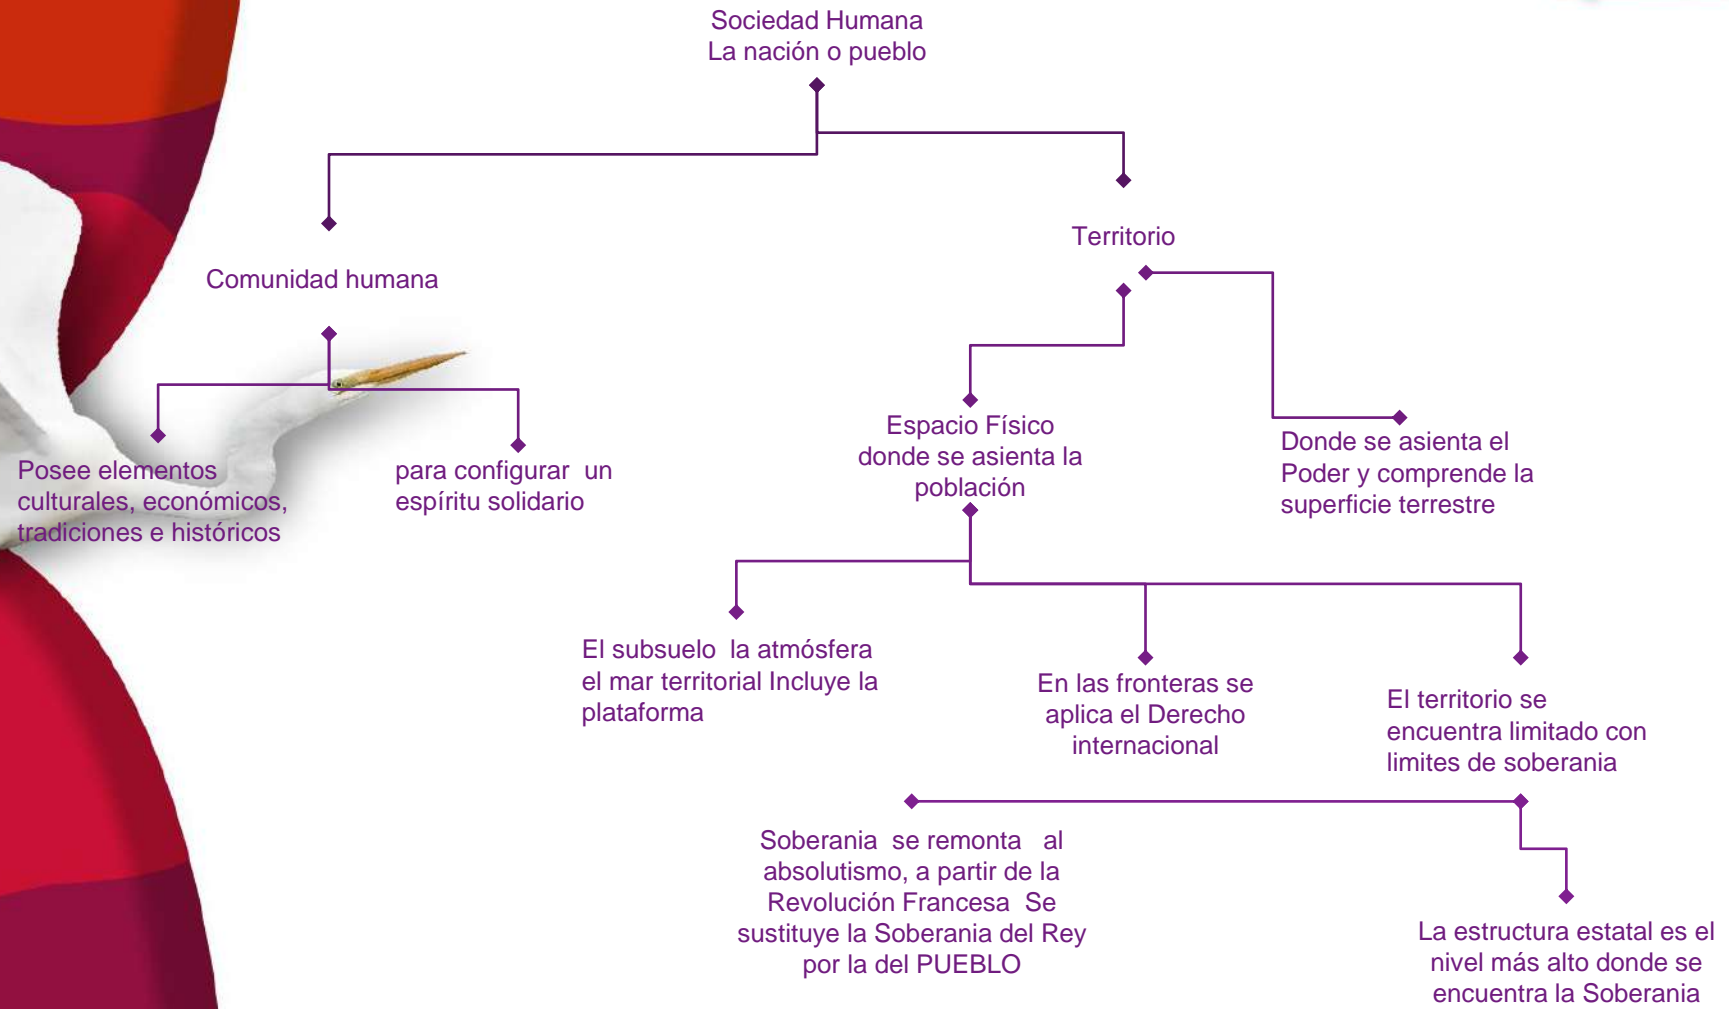 Sociedad Humana
La nación o pueblo
Comunidad humana
Territorio
Posee elementos
culturales, económicos,
tradiciones e históricos
para configurar  un
espíritu solidario
Espacio Físico
donde se asienta la
población
Donde se asienta el
Poder y comprende la
superficie terrestre
El subsuelo  la atmósfera
el mar territorial Incluye la
plataforma
En las fronteras se
aplica el Derecho
internacional
El territorio se
encuentra limitado con
limites de soberania
Soberania  se remonta   al
absolutismo, a partir de la
Revolución Francesa  Se
sustituye la Soberania del Rey
por la del PUEBLO
La estructura estatal es el
nivel más alto donde se
encuentra la Soberania